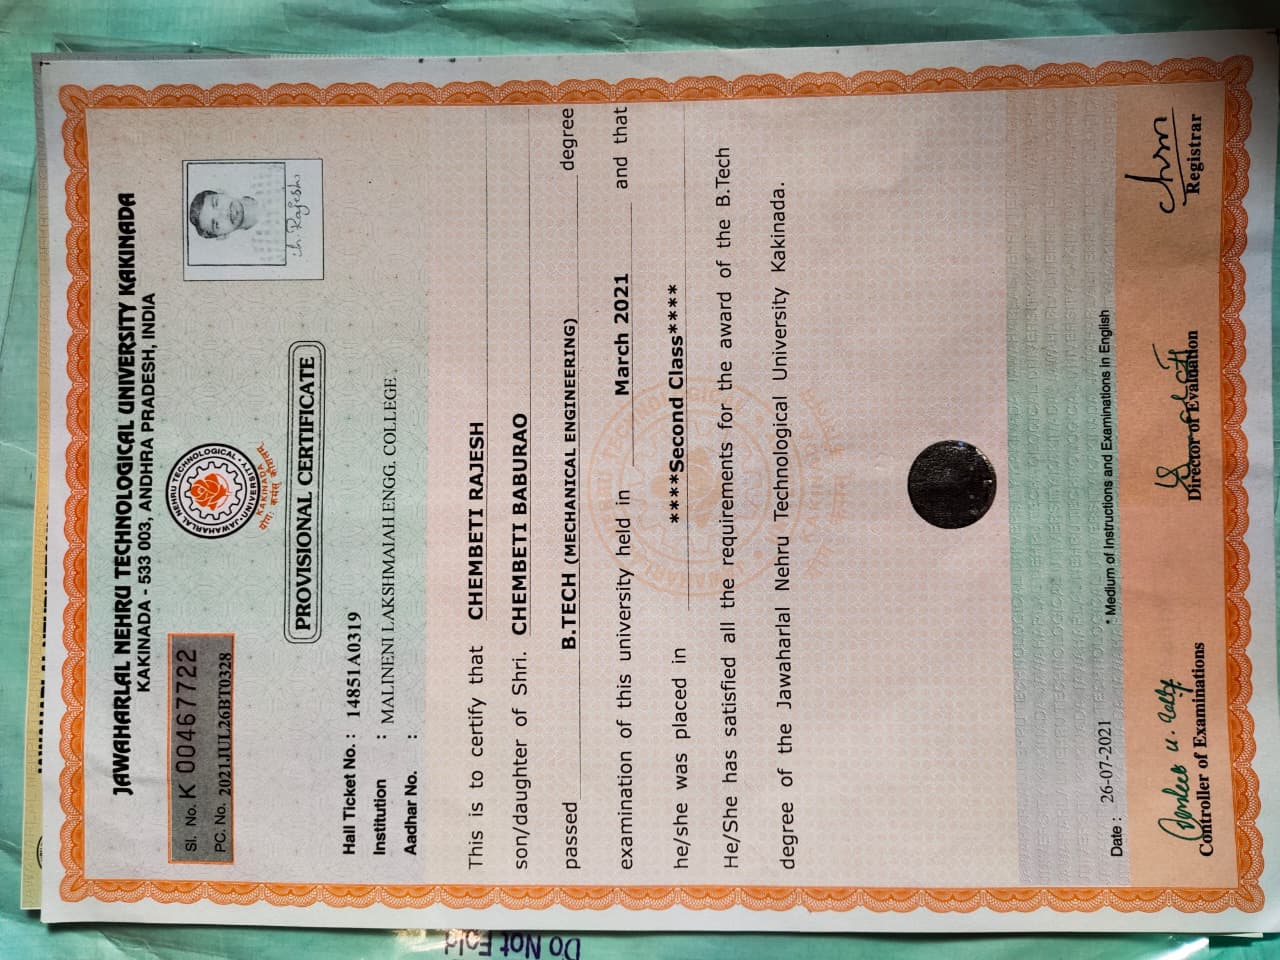 JAWAHARLAL NEHRU TECHNOLOGICAL UNIVERSITY KAKINADA
KAKINADA - 533 003, ANDHRA PRADESH, INDIA
Sl. No. K 00467722
PC. No. 2021JUL26BT0328
JAWAHARLAL NEHRU TECHNOLOGICAL UNIVERSITY
KAKINADA
Ch. Rajesh
PROVISIONAL CERTIFICATE
Hall Ticket No. : 14851A0319
Institution : MALINENI LAKSHMAIAH ENGG. COLLEGE
Aadhar No. :
This is to certify that CHEMBETI RAJESH
son/daughter of Shri. CHEMBETI BABURAO
passed B.TECH (MECHANICAL ENGINEERING) degree
examination of this university held in March 2021 and that
he/she was placed in ****Second Class****
He/She has satisfied all the requirements for the award of the B.Tech
degree of the Jawaharlal Nehru Technological University Kakinada.
Date : 26-07-2021 * Medium of Instructions and Examinations in English
Controller of Examinations Director of Evaluation Registrar
Do Not Fold